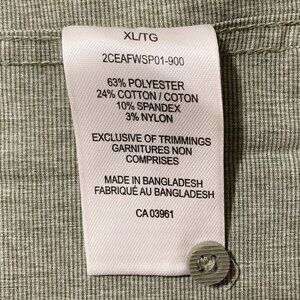 XL/TG
2CEAFWSP01-900
63% POLYESTER
24% COTTON / COTON
10% SPANDEX
3% NYLON
EXCLUSIVE OF TRIMMINGS
GARNITURES NON
COMPRISES
MADE IN BANGLADESH
FABRIQUÉ AU BANGLADESH
CA 03961